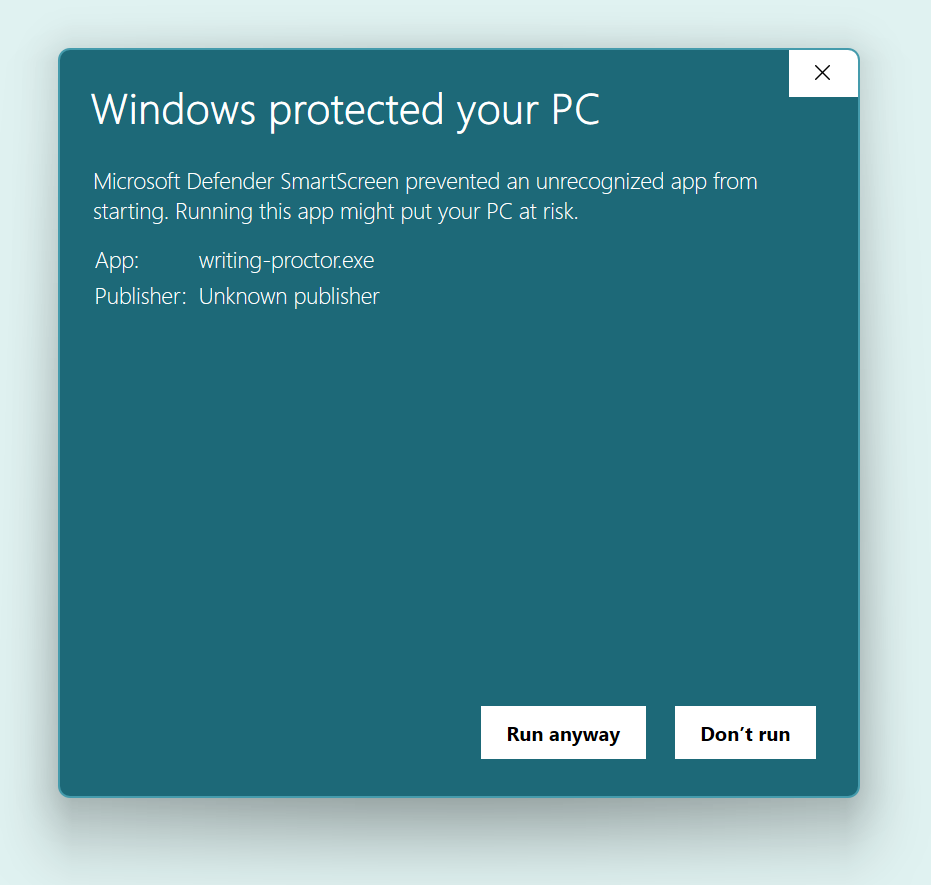 Windows protected your PC
Microsoft Defender SmartScreen prevented an unrecognized app from
starting. Running this app might put your PC at risk.
App: writing-proctor.exe
Publisher: Unknown publisher
Run anyway Don’t run